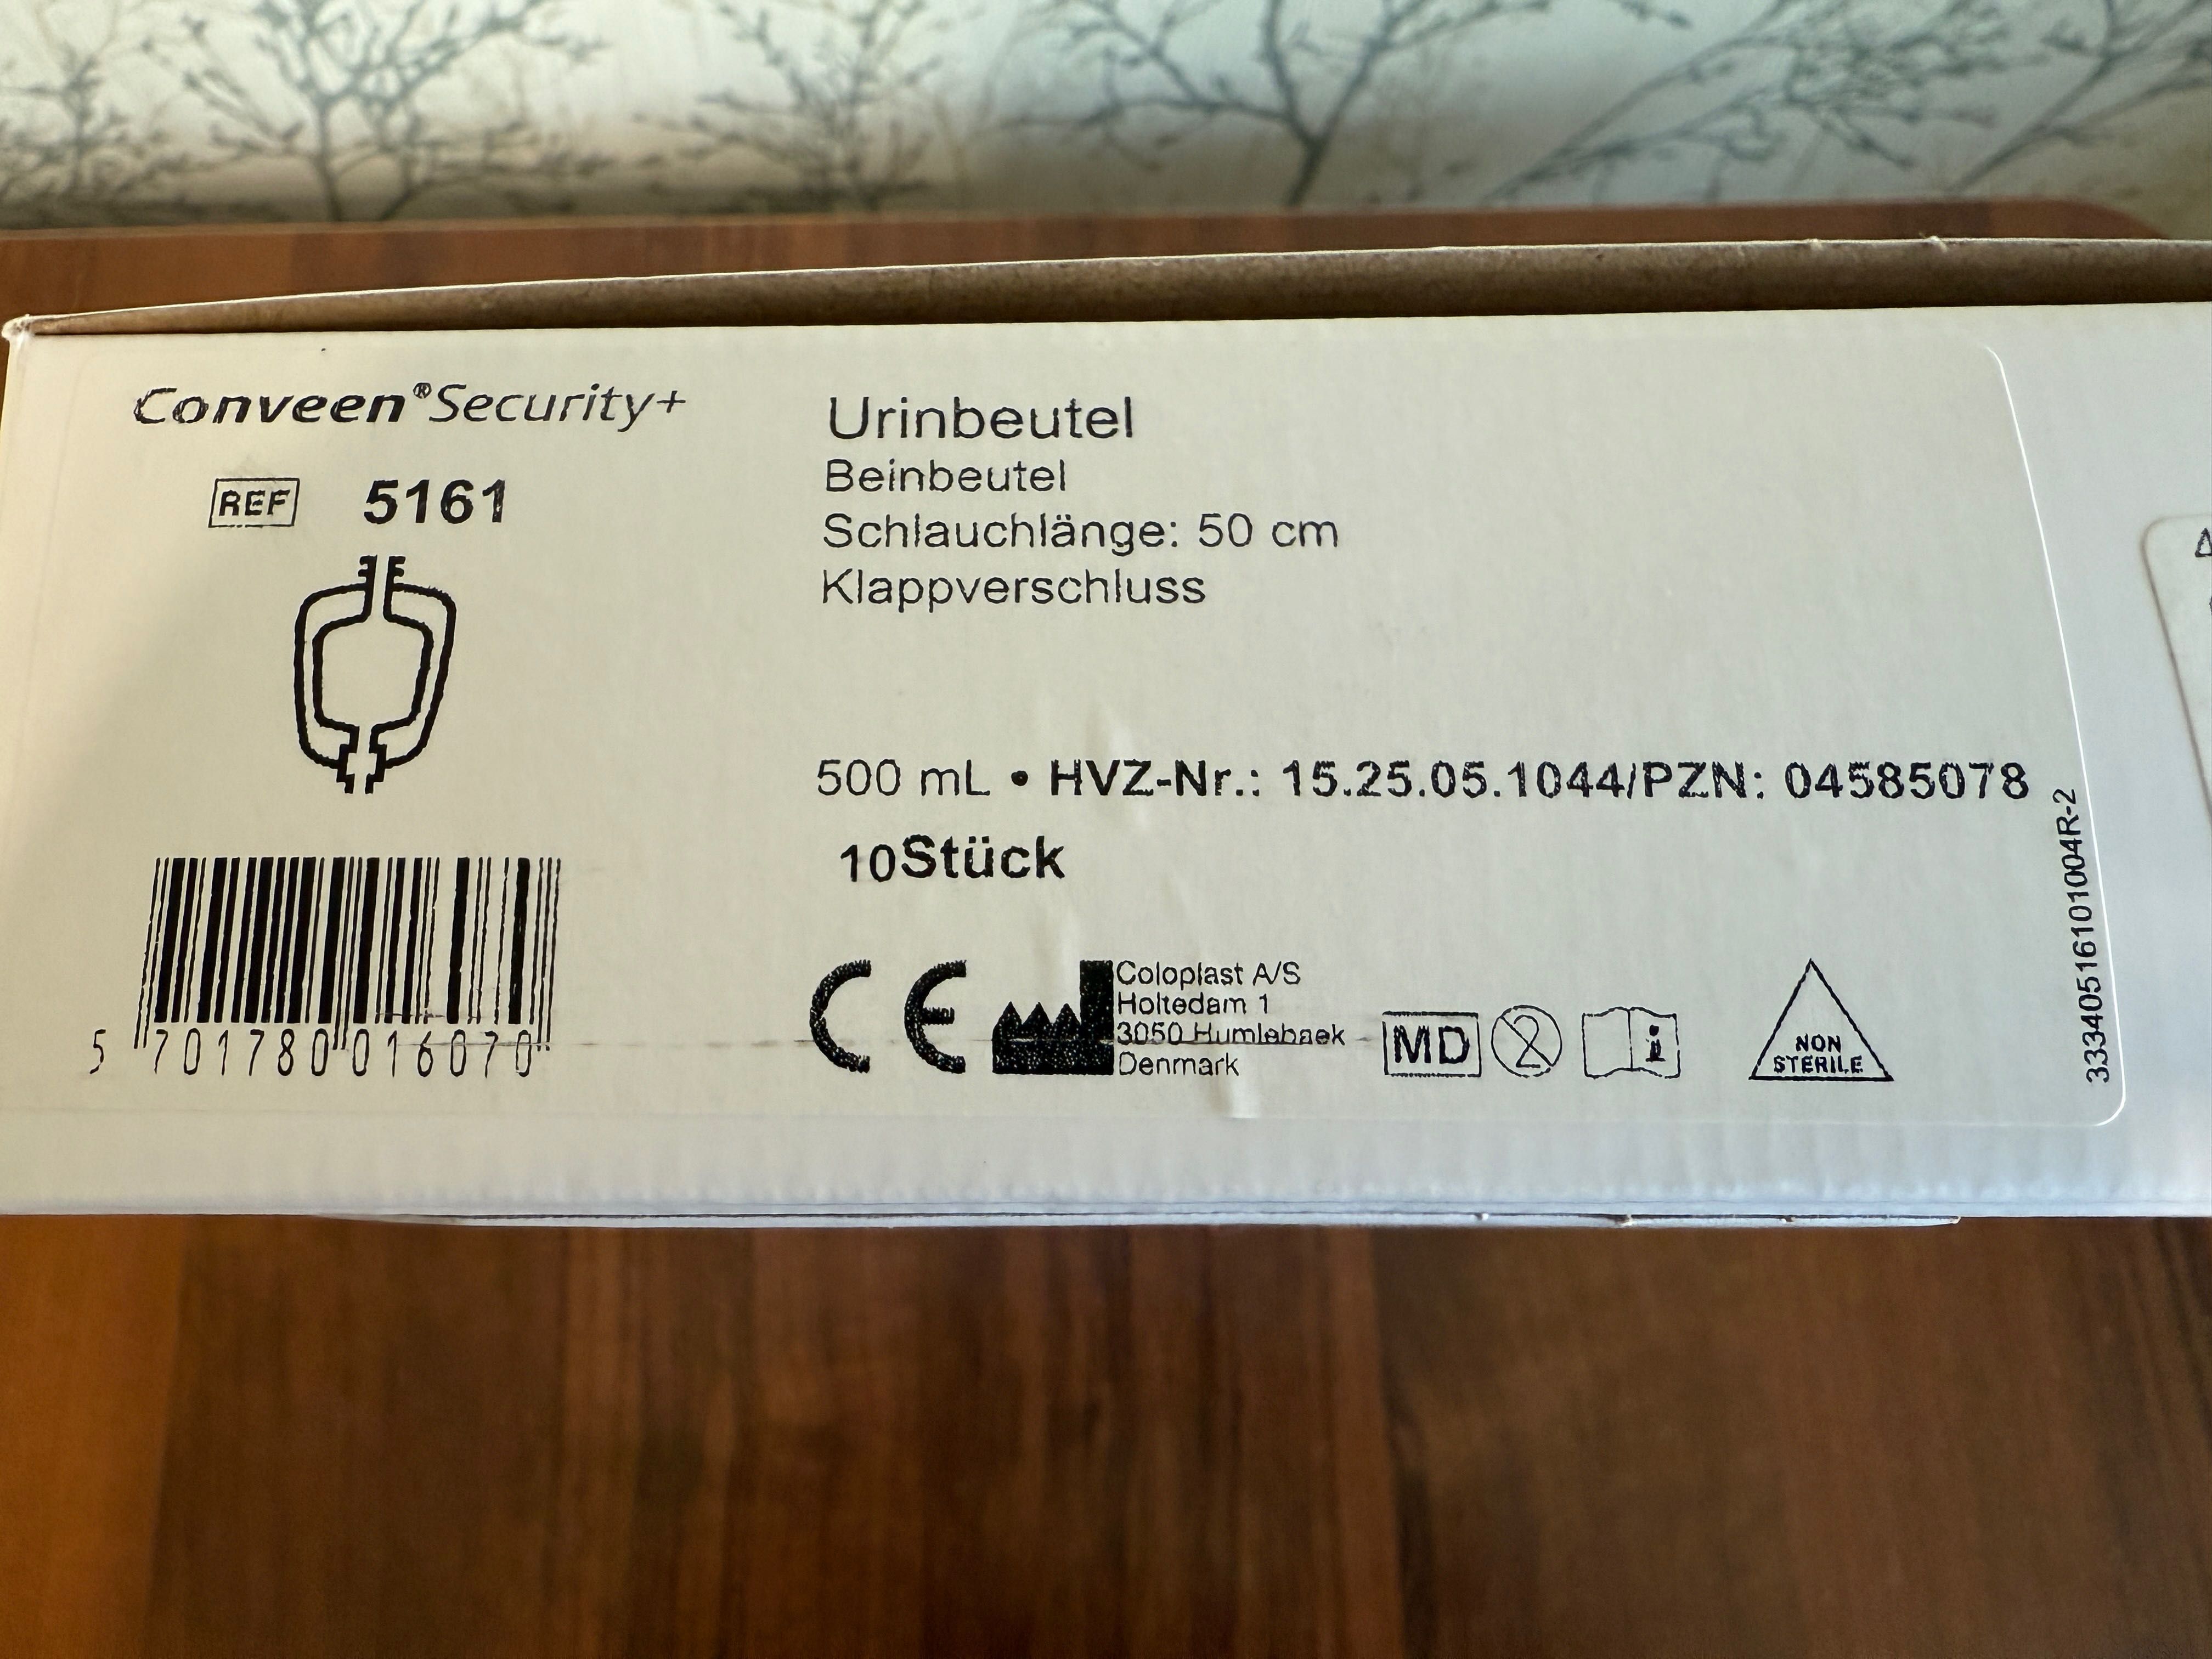 Conveen®Security+
REF 5161
Urinbeutel
Beinbeutel
Schlauchlänge: 50 cm
Klappverschluss
500 mL • HVZ-Nr.: 15.25.05.1044/PZN: 04585078
10Stück
5 701780 016070
CE
Coloplast A/S
Holtedam 1
3050 Humlebaek
Denmark
MD
2
i
NON
STERILE